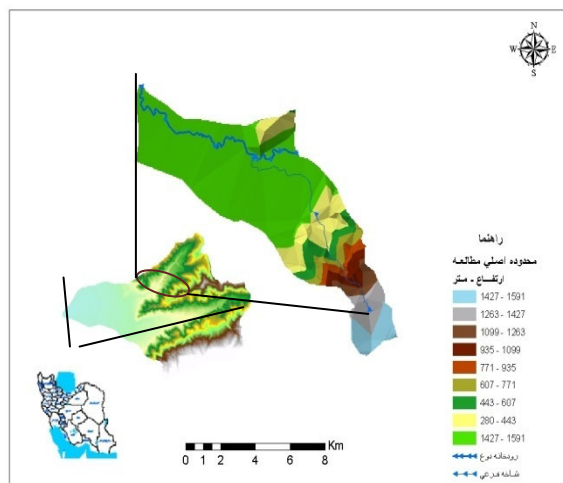 N
W E
S
راهنما
محدوده اصلي مطالعه
ارتفاع - متر
1427 - 1591
1263 - 1427
1099 - 1263
935 - 1099
771 - 935
607 - 771
443 - 607
280 - 443
1427 - 1591
رودخانه دوغ
شاخه فرعي
Km
0 1 2 4 6 8